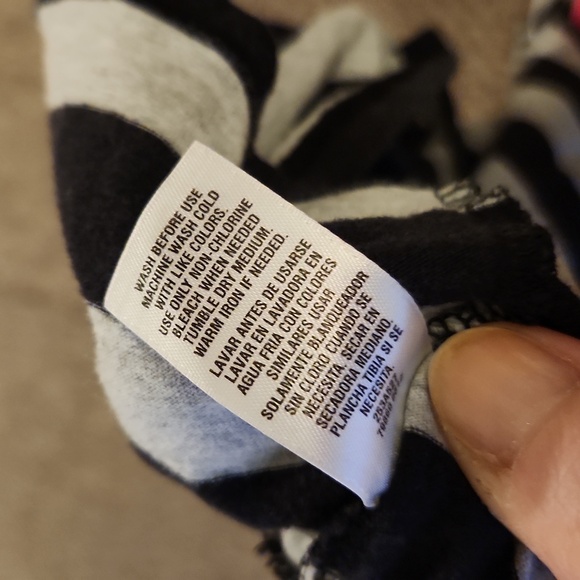 WASH BEFORE USE
MACHINE WASH COLD
WITH LIKE COLORS.
USE ONLY NON-CHLORINE
BLEACH WHEN NEEDED
TUMBLE DRY MEDIUM.
WARM IRON IF NEEDED.
LAVAR ANTES DE USARSE
LAVAR EN LAVADORA EN
AGUA FRIA CON COLORES
SIMILARES USAR
SOLAMENTE BLANQUEADOR
SIN CLORO CUANDO SE
NECESITA. SECAR EN
SECADORA MEDIANO.
PLANCHA TIBIA SI SE
NECESITA.